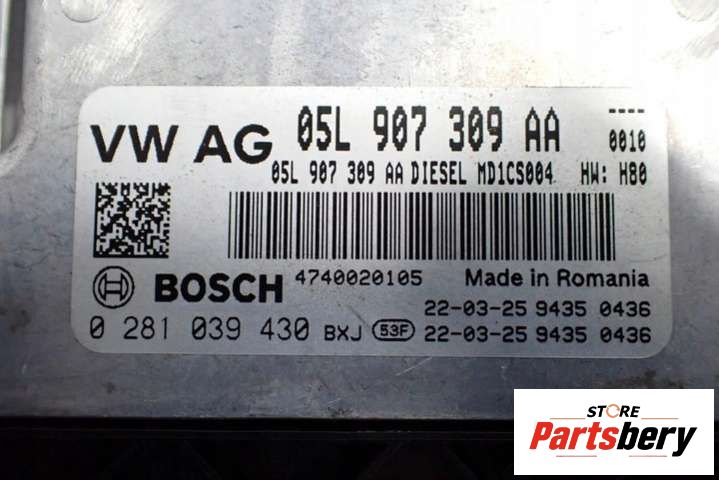 VW AG 05L 907 309 AA ----
0010
05L 907 309 AA DIESEL MD1CS004 HW: H80
BOSCH 4740020105 Made in Romania
22-03-25 9435 0436
0 281 039 430 BXJ 53F 22-03-25 9435 0436
STORE
Partsbery